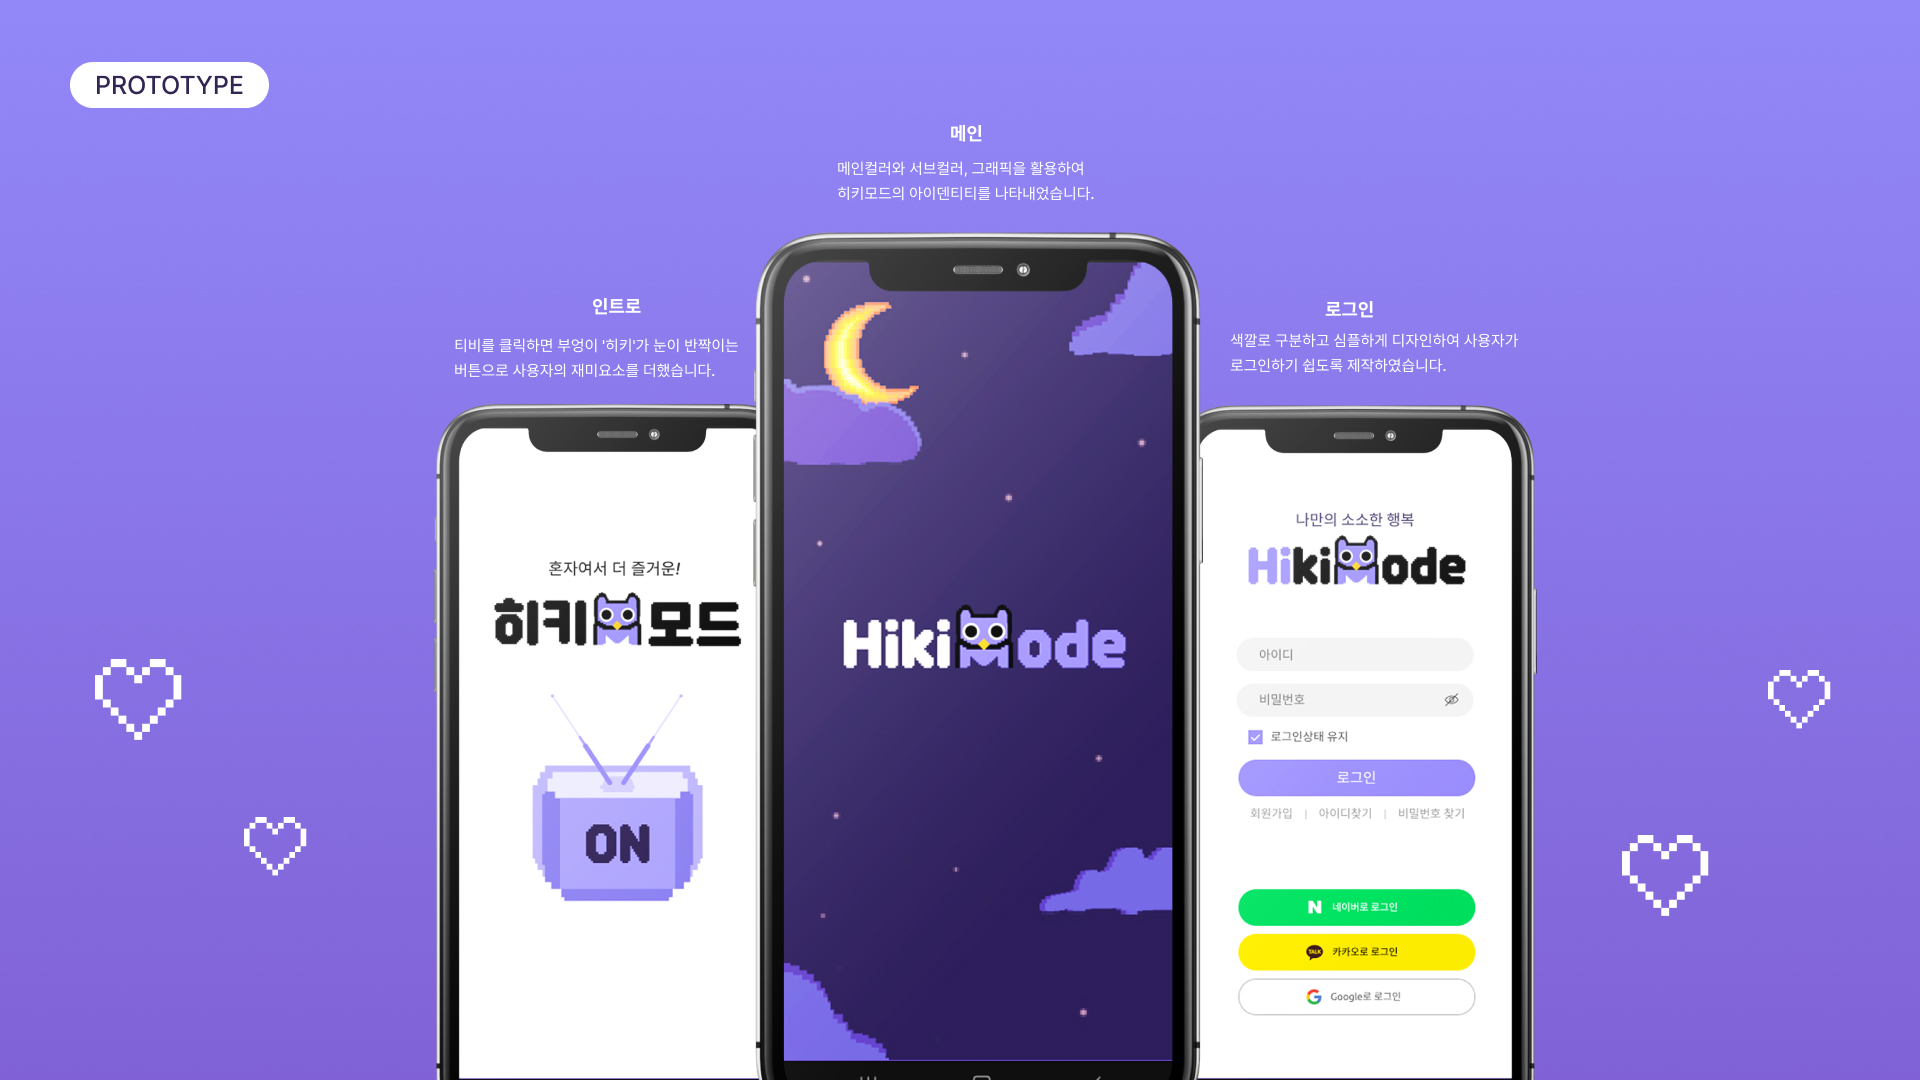 PROTOTYPE
메인
메인컬러와 서브컬러, 그래픽을 활용하여
히키모드의 아이덴티티를 나타내었습니다.
인트로
티비를 클릭하면 부엉이 '히키'가 눈이 반짝이는
버튼으로 사용자의 재미요소를 더했습니다.
로그인
색깔로 구분하고 심플하게 디자인하여 사용자가
로그인하기 쉽도록 제작하였습니다.
혼자여서 더 즐거운!
히키모드
ON
HikiMode
나만의 소소한 행복
HikiMode
아이디
비밀번호
로그인상태 유지
로그인
회원가입 | 아이디찾기 | 비밀번호 찾기
N 네이버로 로그인
TALK 카카오로 로그인
G Google로 로그인